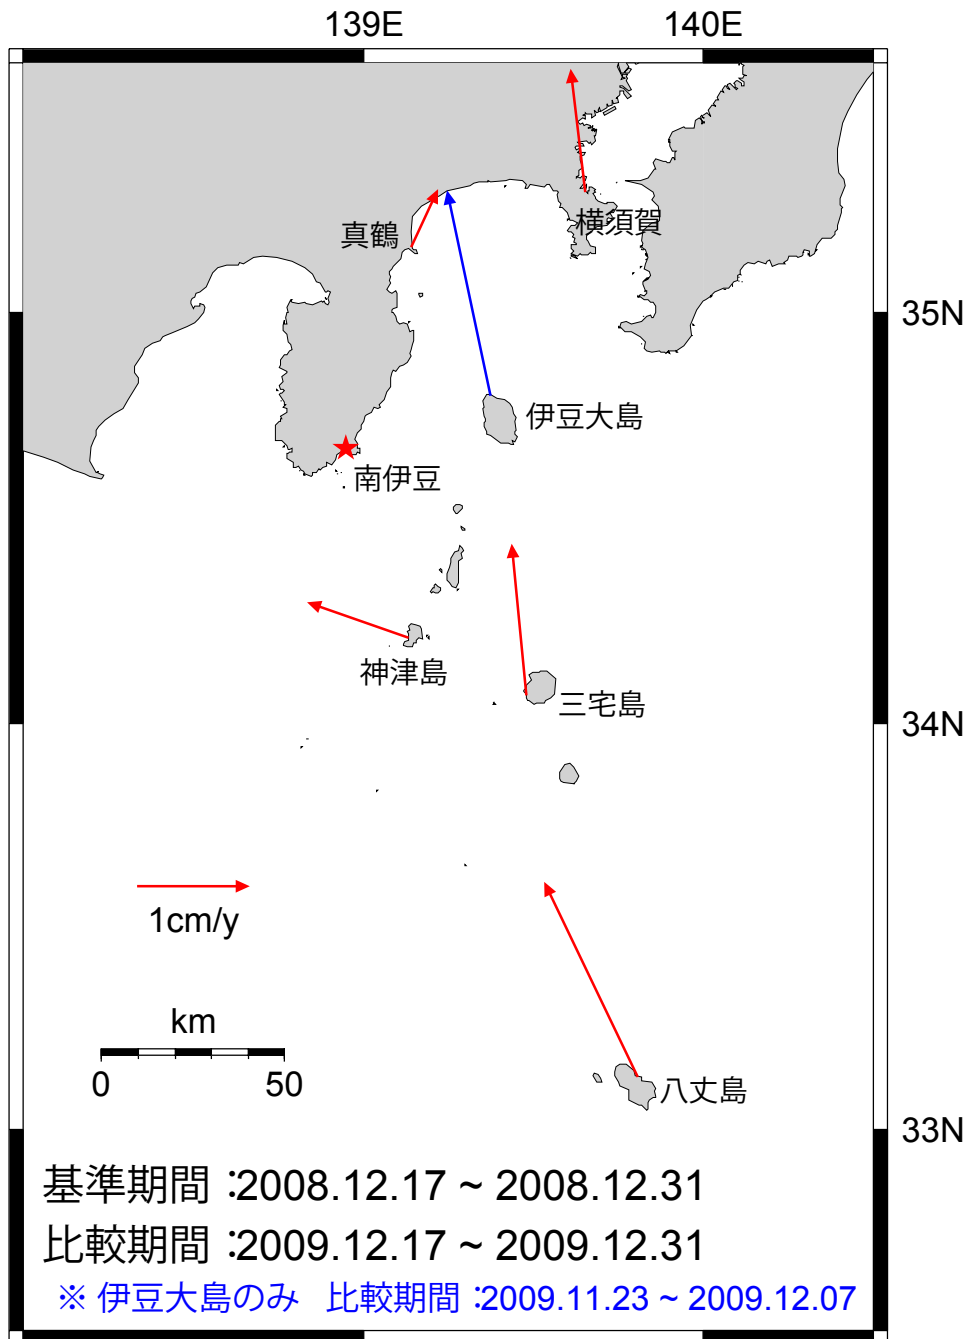 139E 140E
真鶴
横須賀
35N
伊豆大島
南伊豆
神津島
三宅島
34N
1cm/y
km
0 50
八丈島
33N
基準期間:2008.12.17 ~ 2008.12.31
比較期間:2009.12.17 ~ 2009.12.31
※ 伊豆大島のみ 比較期間:2009.11.23 ~ 2009.12.07